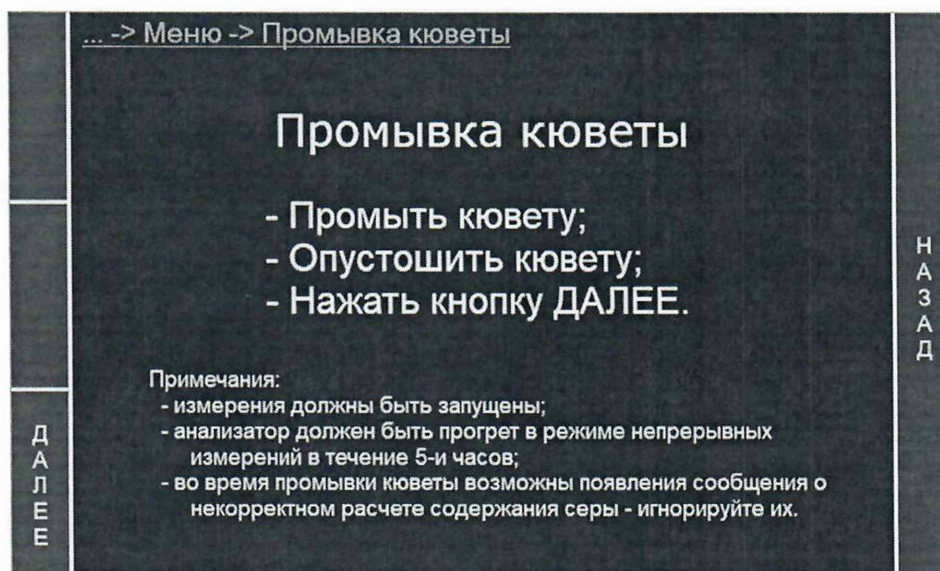 ... -> Меню -> Промывка кюветы
Промывка кюветы
- Промыть кювету;
- Опустошить кювету;
- Нажать кнопку ДАЛЕЕ.
Примечания:
- измерения должны быть запущены;
- анализатор должен быть прогрет в режиме непрерывных
измерений в течение 5-и часов;
- во время промывки кюветы возможны появления сообщения о
некорректном расчете содержания серы - игнорируйте их.
ДАЛЕЕ
НАЗАД